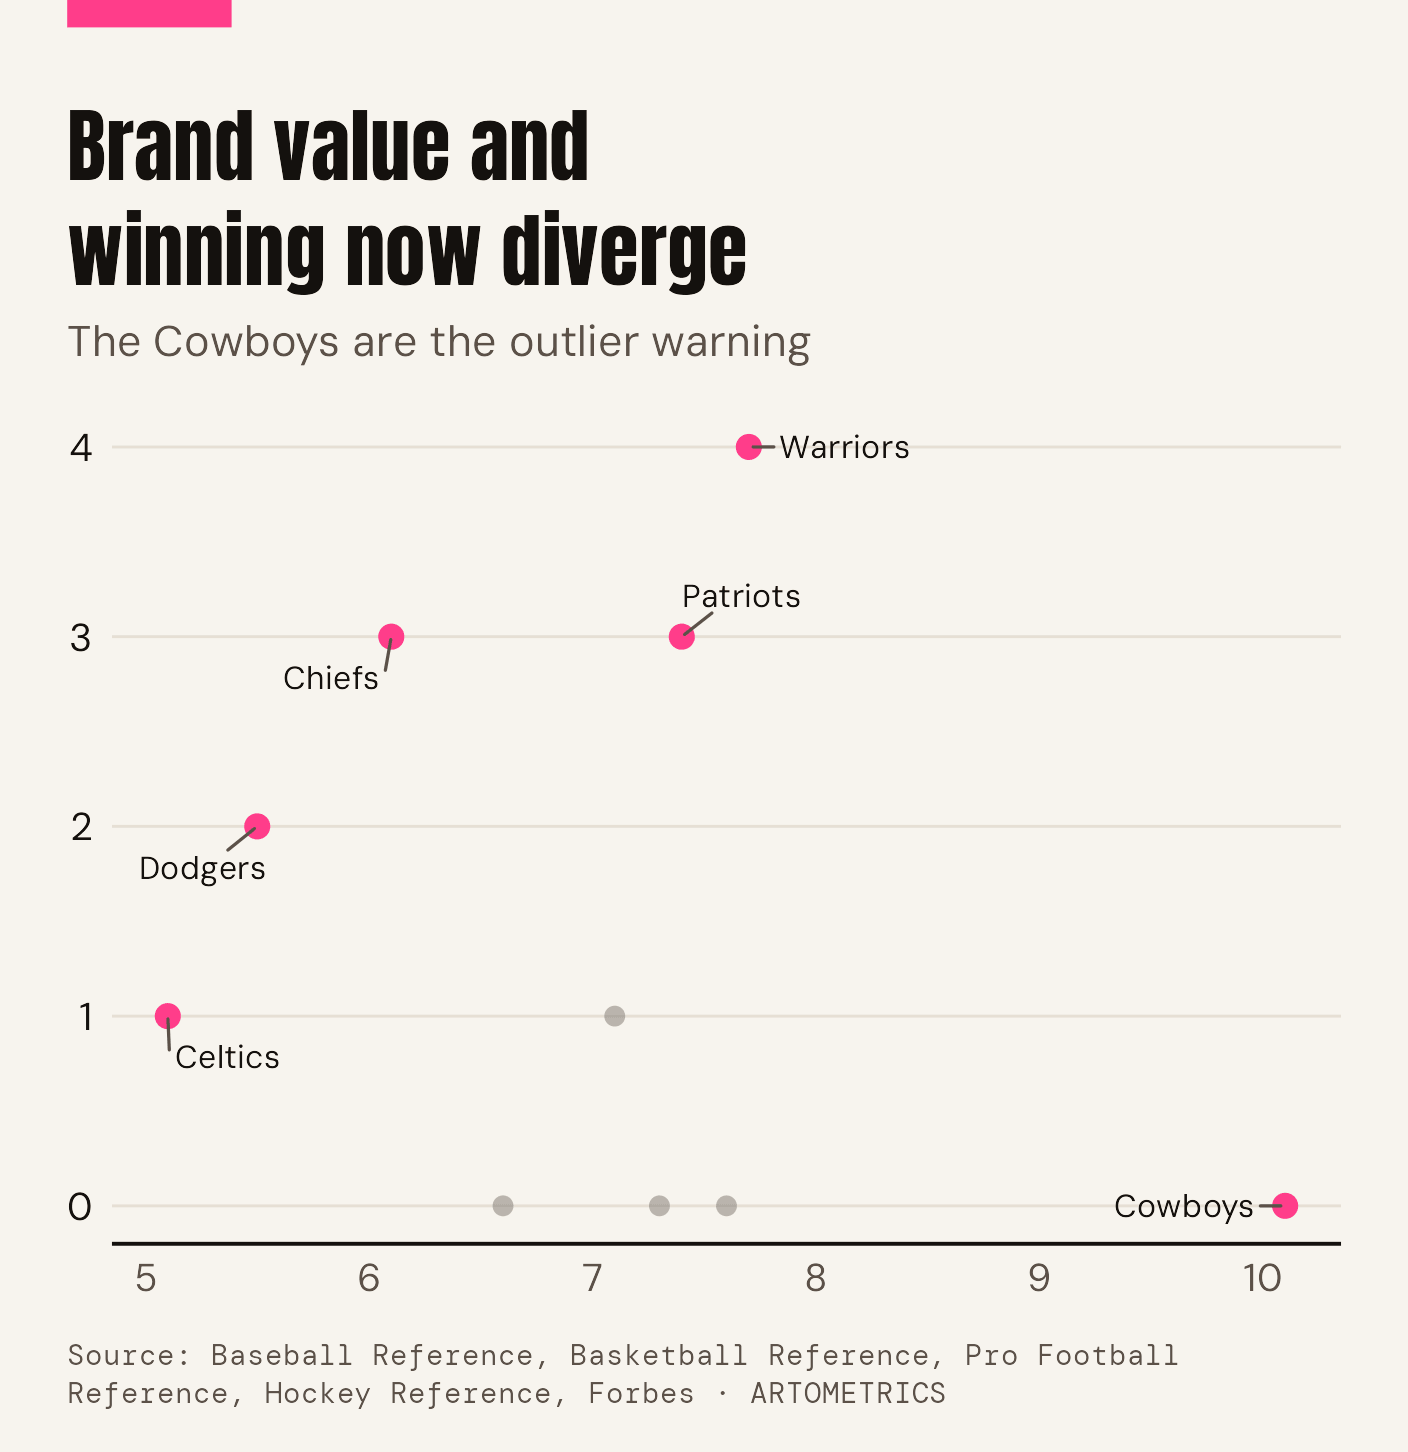 Brand value and
winning now diverge
The Cowboys are the outlier warning
4
Warriors
Patriots
3
Chiefs
2
Dodgers
1
Celtics
0
Cowboys
5 6 7 8 9 10
Source: Baseball Reference, Basketball Reference, Pro Football
Reference, Hockey Reference, Forbes · ARTOMETRICS